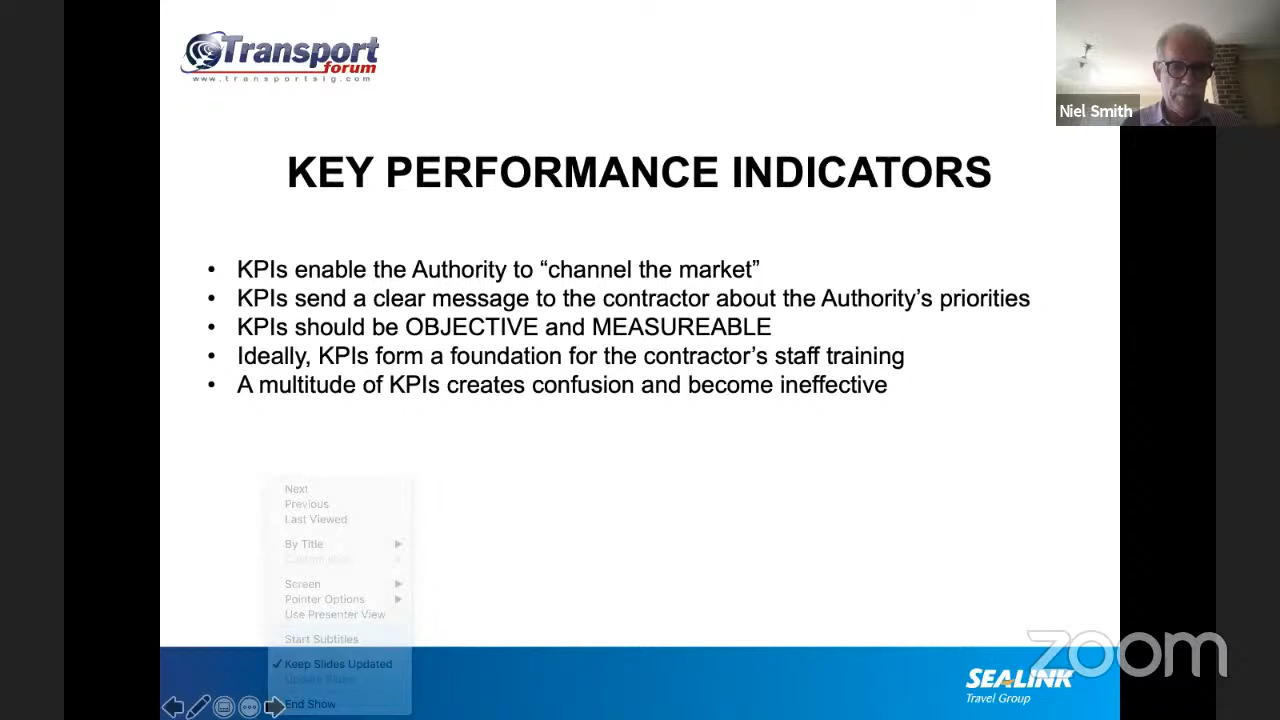 Transport
forum
www.transportsig.com
Niel Smith
KEY PERFORMANCE INDICATORS
• KPIs enable the Authority to “channel the market”
• KPIs send a clear message to the contractor about the Authority’s priorities
• KPIs should be OBJECTIVE and MEASUREABLE
• Ideally, KPIs form a foundation for the contractor’s staff training
• A multitude of KPIs creates confusion and become ineffective
Next
Previous
Last Viewed
By Title
Screen
Pointer Options
Use Presenter View
Start Subtitles
✓ Keep Slides Updated
End Show
zoom
SEALINK
Travel Group